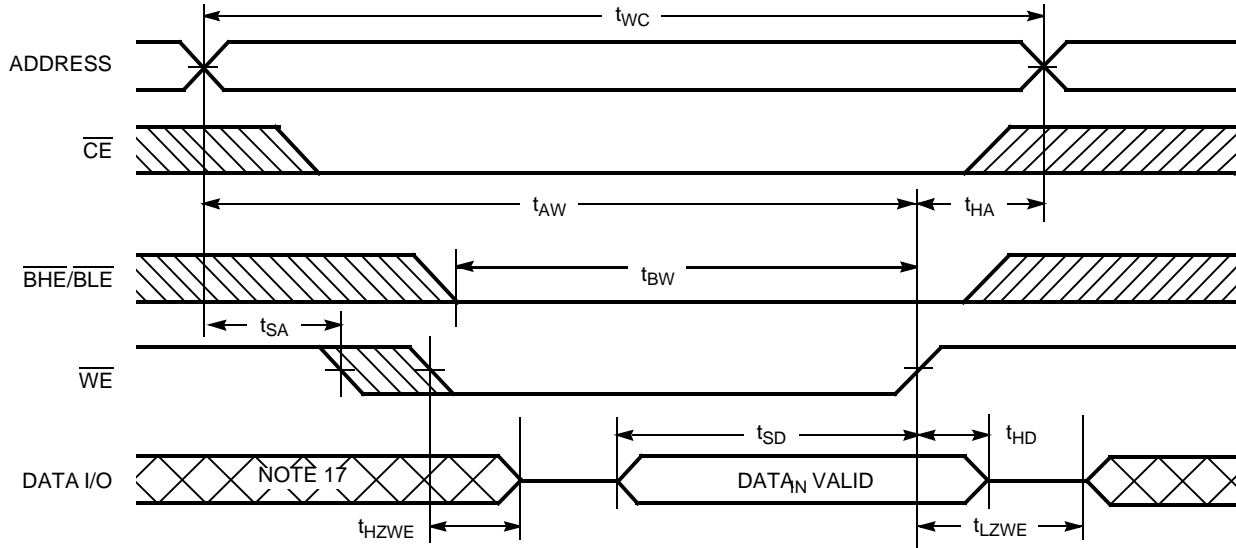 tWC
ADDRESS
CE
tAW
tHA
BHE/BLE
tBW
tSA
WE
tSD
tHD
DATA I/O
NOTE 17
DATAIN VALID
tHZWE
tLZWE